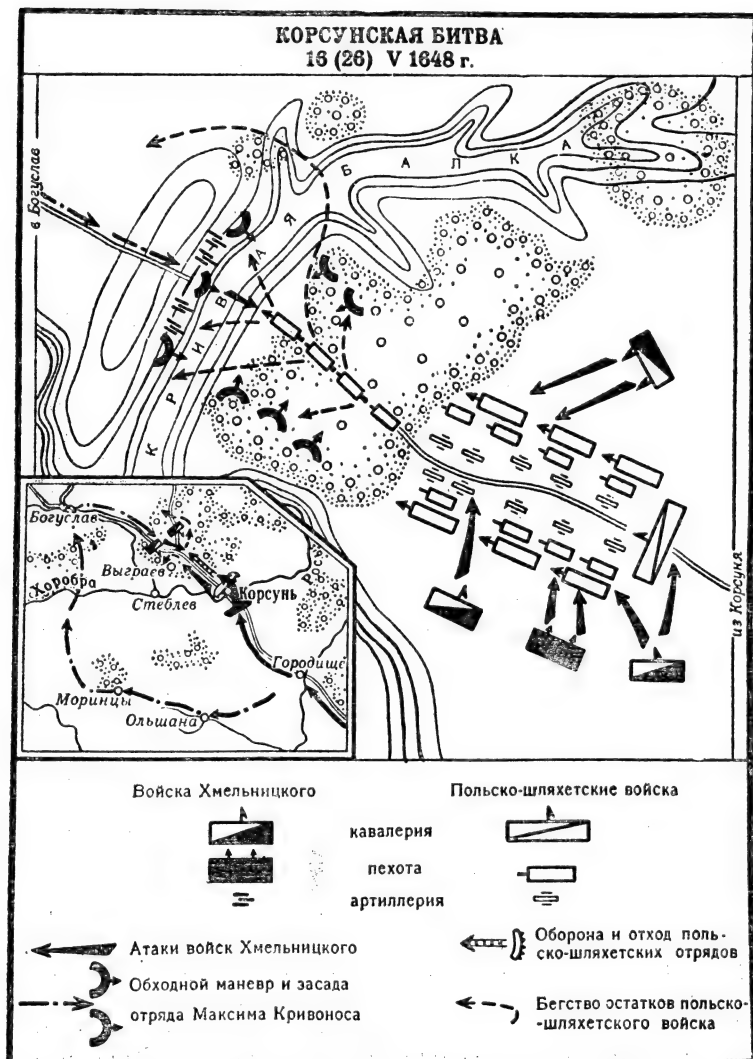 КОРСУНСКАЯ БИТВА
16 (26) V 1648 г.
в Богуслав
КРИВАЯ БАЛКА
из Корсуня
Богуслав
Хоробра
Выграев
Стеблев
Корсунь
Рось
Городище
Моринцы
Ольшана
Войска Хмельницкого
Польско-шляхетские войска
кавалерия
пехота
артиллерия
Атаки войск Хмельницкого
Обходной маневр и засада
отряда Максима Кривоноса
Оборона и отход поль-
ско-шляхетских отрядов
Бегство остатков польско-
-шляхетского войска